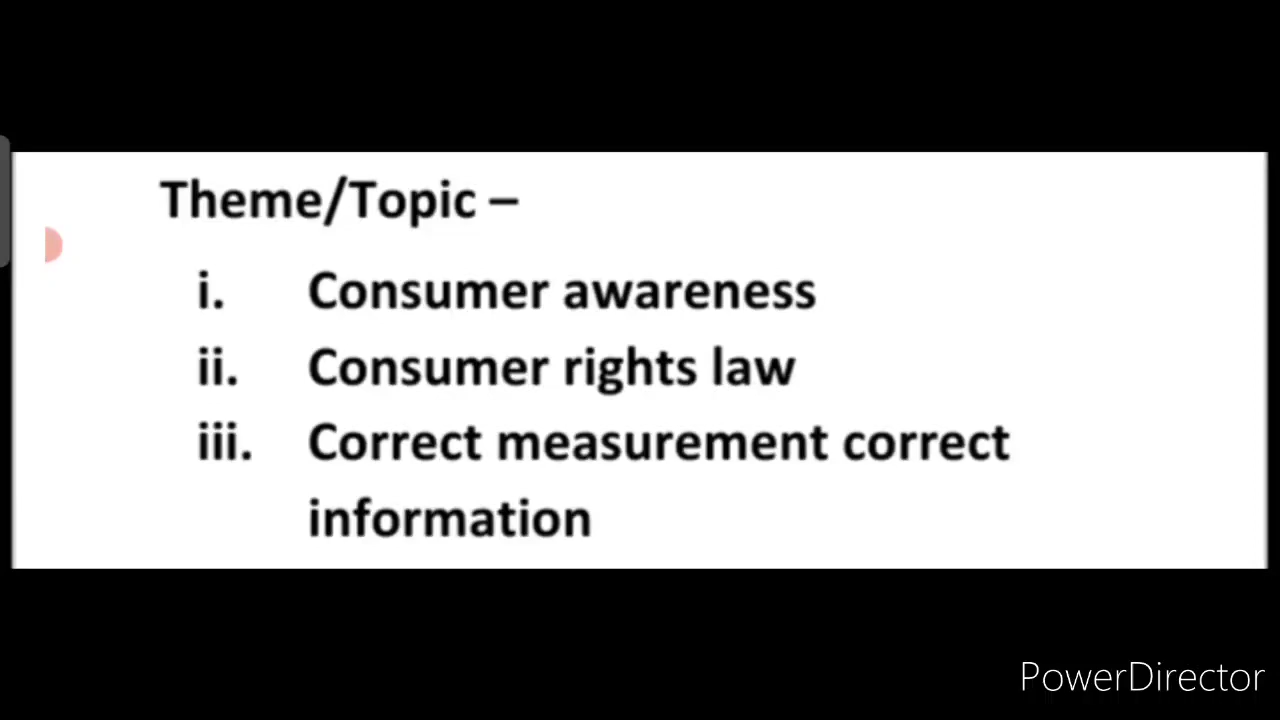 Theme/Topic –
i. Consumer awareness
ii. Consumer rights law
iii. Correct measurement correct
information
PowerDirector